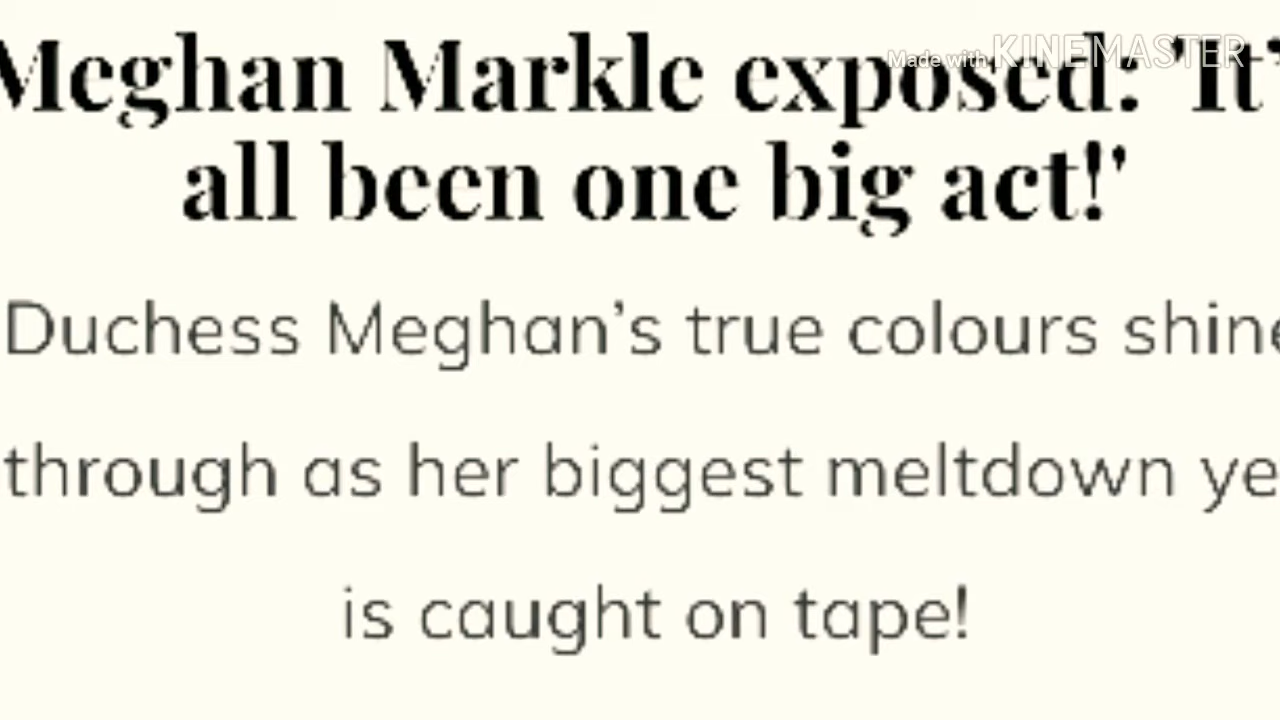 Made with KINEMASTER
Meghan Markle exposed: 'It'
all been one big act!'
Duchess Meghan's true colours shine
through as her biggest meltdown ye
is caught on tape!